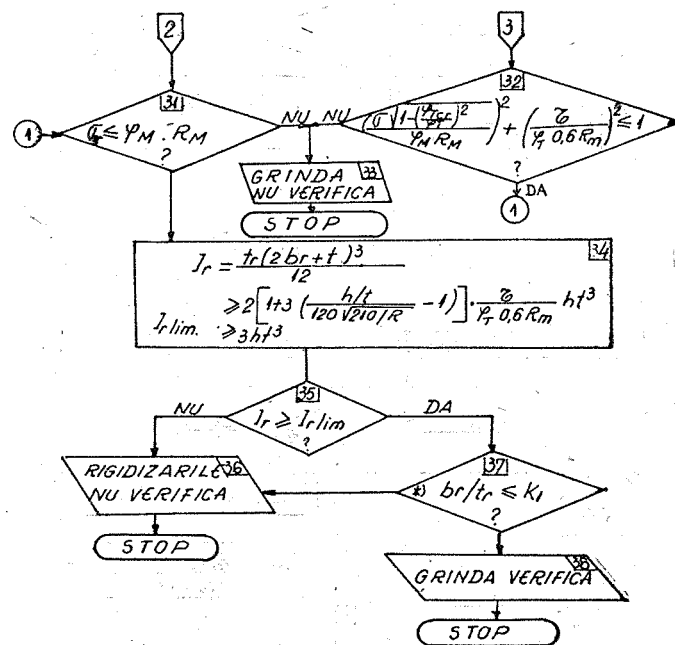 2
3
31
1
σ ≤ φM · RM
?
NU
NU
32
(σ√1-(φTcr/φT)²/φM RM)² + (τ/φT 0,6 Rm)² ≤ 1
?
DA
1
33
GRINDA
NU VERIFICA
STOP
34
Ir = tr(2br+t)³/12
Ir lim. ≥ 2[1+3(h/t/120√210/R - 1)] · τ/φT 0,6 Rm ht³
≥ 3ht³
35
NU
Ir ≥ Ir lim
DA
?
36
RIGIDIZARILE
NU VERIFICA
STOP
37
*) br/tr ≤ K1
?
38
GRINDA VERIFICA
STOP